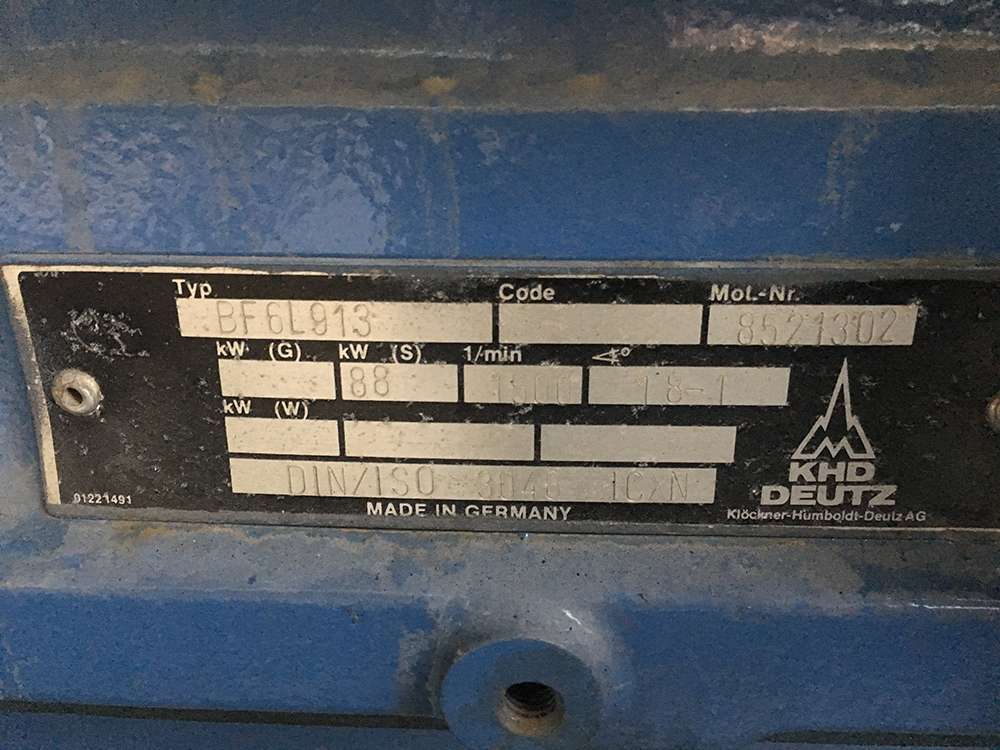 Typ Code Mot.-Nr.
BF6L913 8521302
kW (G) kW (S) 1/min ∢°
88 1500 18-1
kW (W)
DIN/ISO 3046 IC/N
01221491
MADE IN GERMANY
KHD
DEUTZ
Klöckner-Humboldt-Deutz AG